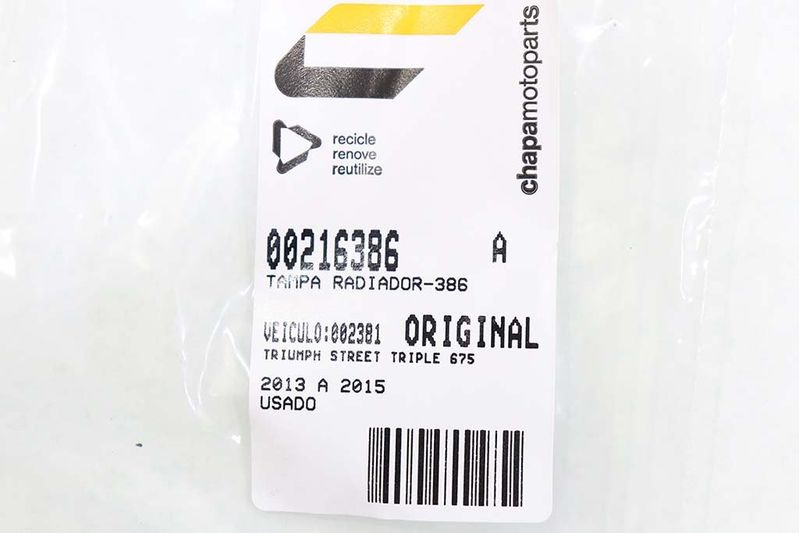 chapamotoparts
recicle
renove
reutilize
00216386 A
TAMPA RADIADOR-386
VEICULO:002381 ORIGINAL
TRIUMPH STREET TRIPLE 675
2013 A 2015
USADO